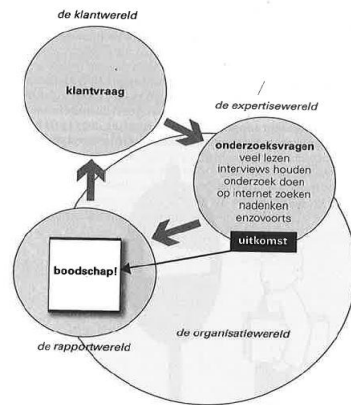 de klantwereld
klantvraag
de expertisewereld
onderzoeksvragen
veel lezen
interviews houden
onderzoek doen
op internet zoeken
nadenken
enzovoorts
uitkomst
boodschap!
de organisatiewereld
de rapportwereld